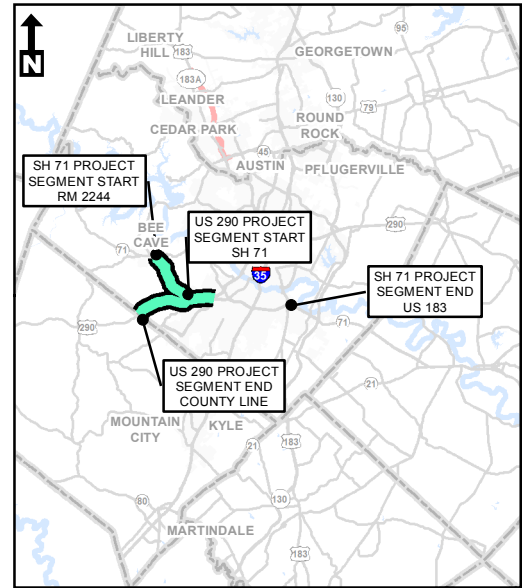 N
LIBERTY
HILL
183
95
GEORGETOWN
183A
LEANDER
130
79
CEDAR PARK
ROUND
ROCK
45
AUSTIN
PFLUGERVILLE
SH 71 PROJECT
SEGMENT START
RM 2244
BEE
CAVE
US 290 PROJECT
SEGMENT START
SH 71
290
71
35
SH 71 PROJECT
SEGMENT END
US 183
290
71
US 290 PROJECT
SEGMENT END
COUNTY LINE
21
MOUNTAIN
CITY
KYLE
21
183
80
130
MARTINDALE
183